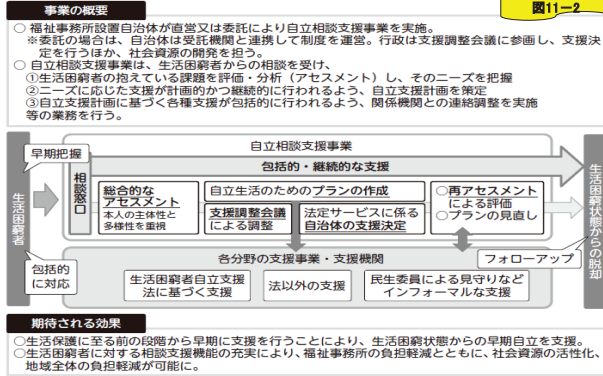 図11－2
事業の概要
○ 福祉事務所設置自治体が直営又は委託により自立相談支援事業を実施。
※委託の場合は、自治体は受託機関と連携して制度を運営。行政は支援調整会議に参画し、支援決
定を行うほか、社会資源の開発を担う。
○ 自立相談支援事業は、生活困窮者からの相談を受け、
①生活困窮者の抱えている課題を評価・分析（アセスメント）し、そのニーズを把握
②ニーズに応じた支援が計画的かつ継続的に行われるよう、自立支援計画を策定
③自立支援計画に基づく各種支援が包括的に行われるよう、関係機関との連絡調整を実施
等の業務を行う。
生活困窮者
早期把握
包括的
に対応
自立相談支援事業
包括的・継続的な支援
相談窓口
総合的な
アセスメント
本人の主体性と
多様性を重視
自立生活のためのプランの作成
支援調整会議
による調整
法定サービスに係る
自治体の支援決定
○再アセスメント
による評価
○プランの見直し
各分野の支援事業・支援機関
フォローアップ
生活困窮者自立支援
法に基づく支援
法以外の支援
民生委員による見守りなど
インフォーマルな支援
生活困窮状態からの脱却
期待される効果
○生活保護に至る前の段階から早期に支援を行うことにより、生活困窮状態からの早期自立を支援。
○生活困窮者に対する相談支援機能の充実により、福祉事務所の負担軽減とともに、社会資源の活性化、
地域全体の負担軽減が可能に。